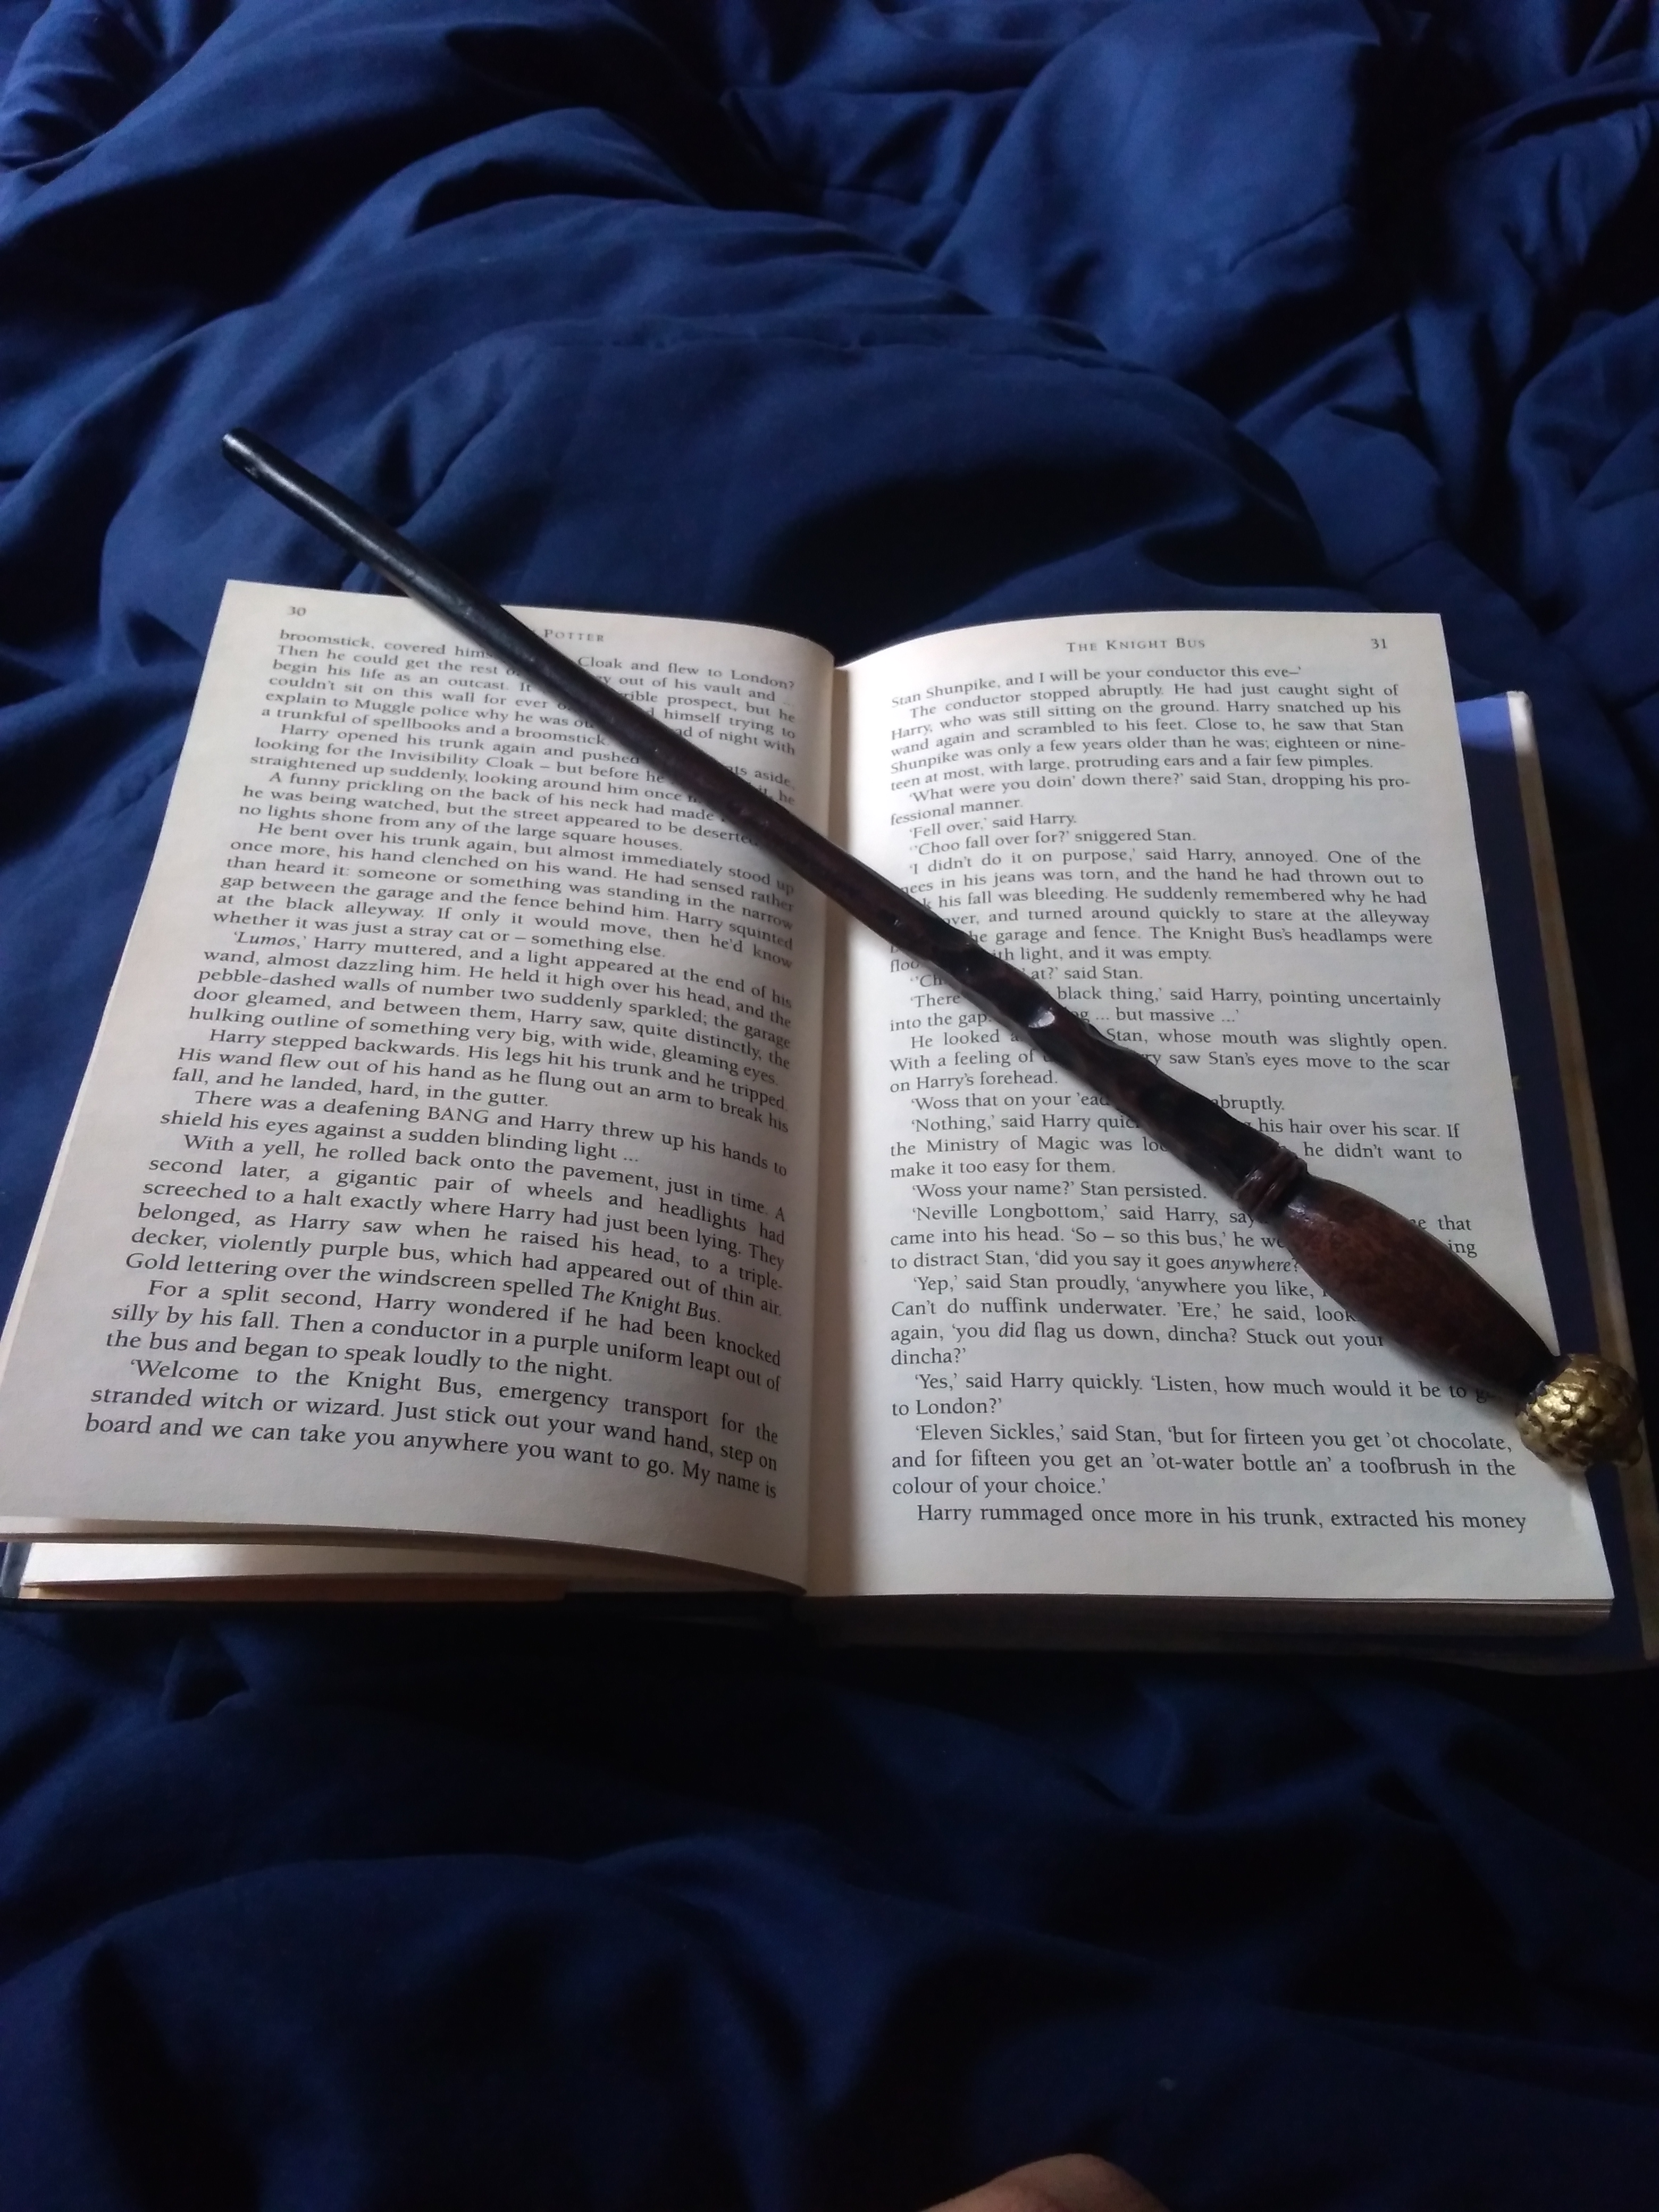 30
POTTER
broomstick, covered hims Cloak and flew to London?
Then he could get the rest out of his vault and
begin his life as an outcast. It prospect, but he
couldn't sit on this wall for ever himself trying to
explain to Muggle police why he was of night with
a trunkful of spellbooks and a broomstick.
Harry opened his trunk again and pushed aside,
looking for the Invisibility Cloak – but before he it, he
straightened up suddenly, looking around him once
A funny prickling on the back of his neck had made
he was being watched, but the street appeared to be deserted
no lights shone from any of the large square houses.
He bent over his trunk again, but almost immediately stood up
once more, his hand clenched on his wand. He had sensed rather
than heard it: someone or something was standing in the narrow
gap between the garage and the fence behind him. Harry squinted
at the black alleyway. If only it would move, then he'd know
whether it was just a stray cat or – something else.
'Lumos,' Harry muttered, and a light appeared at the end of his
wand, almost dazzling him. He held it high over his head, and the
pebble-dashed walls of number two suddenly sparkled; the garage
door gleamed, and between them, Harry saw, quite distinctly, the
hulking outline of something very big, with wide, gleaming eyes.
Harry stepped backwards. His legs hit his trunk and he tripped.
His wand flew out of his hand as he flung out an arm to break his
fall, and he landed, hard, in the gutter.
There was a deafening BANG and Harry threw up his hands to
shield his eyes against a sudden blinding light ...
With a yell, he rolled back onto the pavement, just in time. A
second later, a gigantic pair of wheels and headlights had
screeched to a halt exactly where Harry had just been lying. They
belonged, as Harry saw when he raised his head, to a triple-
decker, violently purple bus, which had appeared out of thin air.
Gold lettering over the windscreen spelled The Knight Bus.
For a split second, Harry wondered if he had been knocked
silly by his fall. Then a conductor in a purple uniform leapt out of
the bus and began to speak loudly to the night.
'Welcome to the Knight Bus, emergency transport for the
stranded witch or wizard. Just stick out your wand hand, step on
board and we can take you anywhere you want to go. My name is
THE KNIGHT BUS 31
Stan Shunpike, and I will be your conductor this eve–'
The conductor stopped abruptly. He had just caught sight of
Harry, who was still sitting on the ground. Harry snatched up his
wand again and scrambled to his feet. Close to, he saw that Stan
Shunpike was only a few years older than he was; eighteen or nine-
teen at most, with large, protruding ears and a fair few pimples.
'What were you doin' down there?' said Stan, dropping his pro-
fessional manner.
'Fell over,' said Harry.
''Choo fall over for?' sniggered Stan.
'I didn't do it on purpose,' said Harry, annoyed. One of the
in his jeans was torn, and the hand he had thrown out to
his fall was bleeding. He suddenly remembered why he had
and turned around quickly to stare at the alleyway
garage and fence. The Knight Bus's headlamps were
light, and it was empty.
at?' said Stan.
'There black thing,' said Harry, pointing uncertainly
into the gap. ... but massive ...'
He looked Stan, whose mouth was slightly open.
With a feeling of saw Stan's eyes move to the scar
on Harry's forehead.
'Woss that on your abruptly.
'Nothing,' said Harry his hair over his scar. If
the Ministry of Magic was he didn't want to
make it too easy for them.
'Woss your name?' Stan persisted.
'Neville Longbottom,' said Harry, that
came into his head. 'So – so this bus,' he
to distract Stan, 'did you say it goes anywhere?
'Yep,' said Stan proudly, 'anywhere you like,
Can't do nuffink underwater. 'Ere,' he said,
again, 'you did flag us down, dincha? Stuck out your
dincha?'
'Yes,' said Harry quickly. 'Listen, how much would it be to
to London?'
'Eleven Sickles,' said Stan, 'but for firteen you get 'ot chocolate,
and for fifteen you get an 'ot-water bottle an' a toofbrush in the
colour of your choice.'
Harry rummaged once more in his trunk, extracted his money